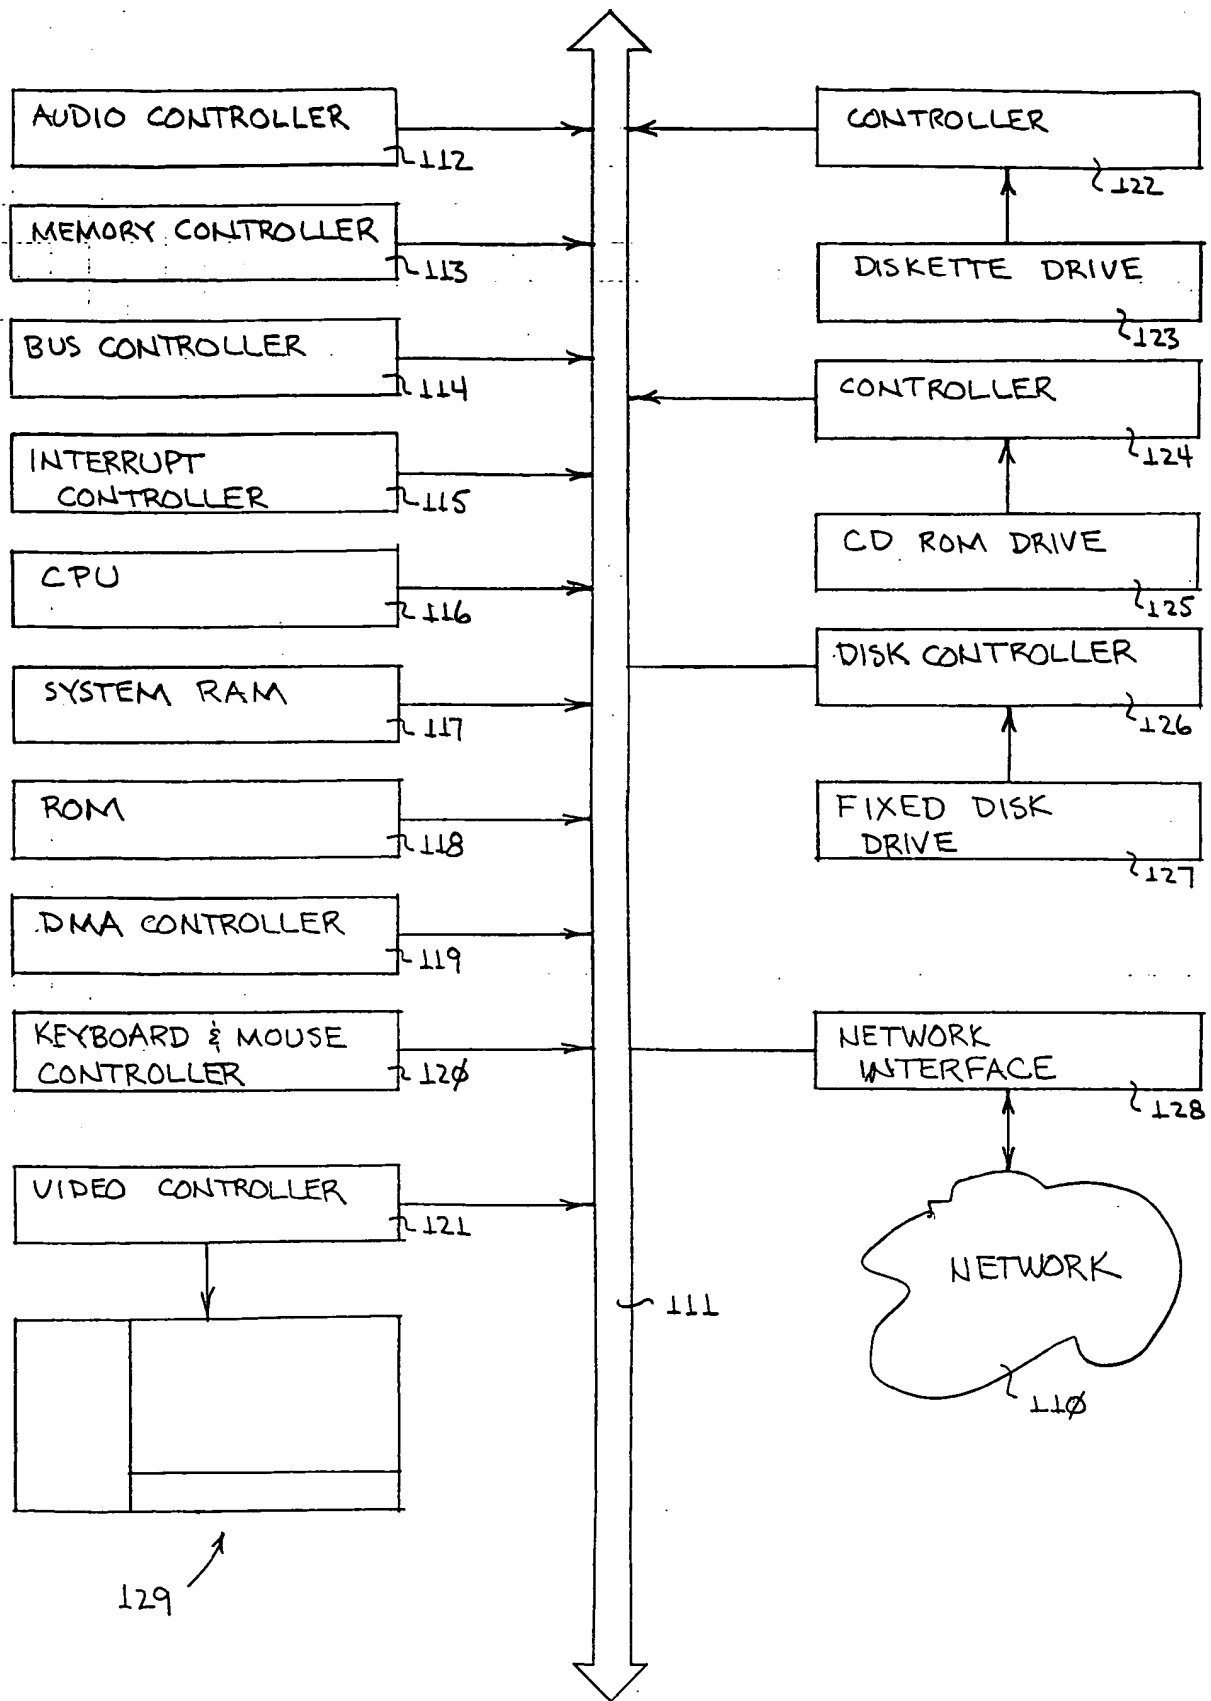 AUDIO CONTROLLER
112
MEMORY CONTROLLER
113
BUS CONTROLLER
114
INTERRUPT
CONTROLLER
115
CPU
116
SYSTEM RAM
117
ROM
118
DMA CONTROLLER
119
KEYBOARD & MOUSE
CONTROLLER
120
VIDEO CONTROLLER
121
129
111
CONTROLLER
122
DISKETTE DRIVE
123
CONTROLLER
124
CD ROM DRIVE
125
DISK CONTROLLER
126
FIXED DISK
DRIVE
127
NETWORK
INTERFACE
128
NETWORK
110